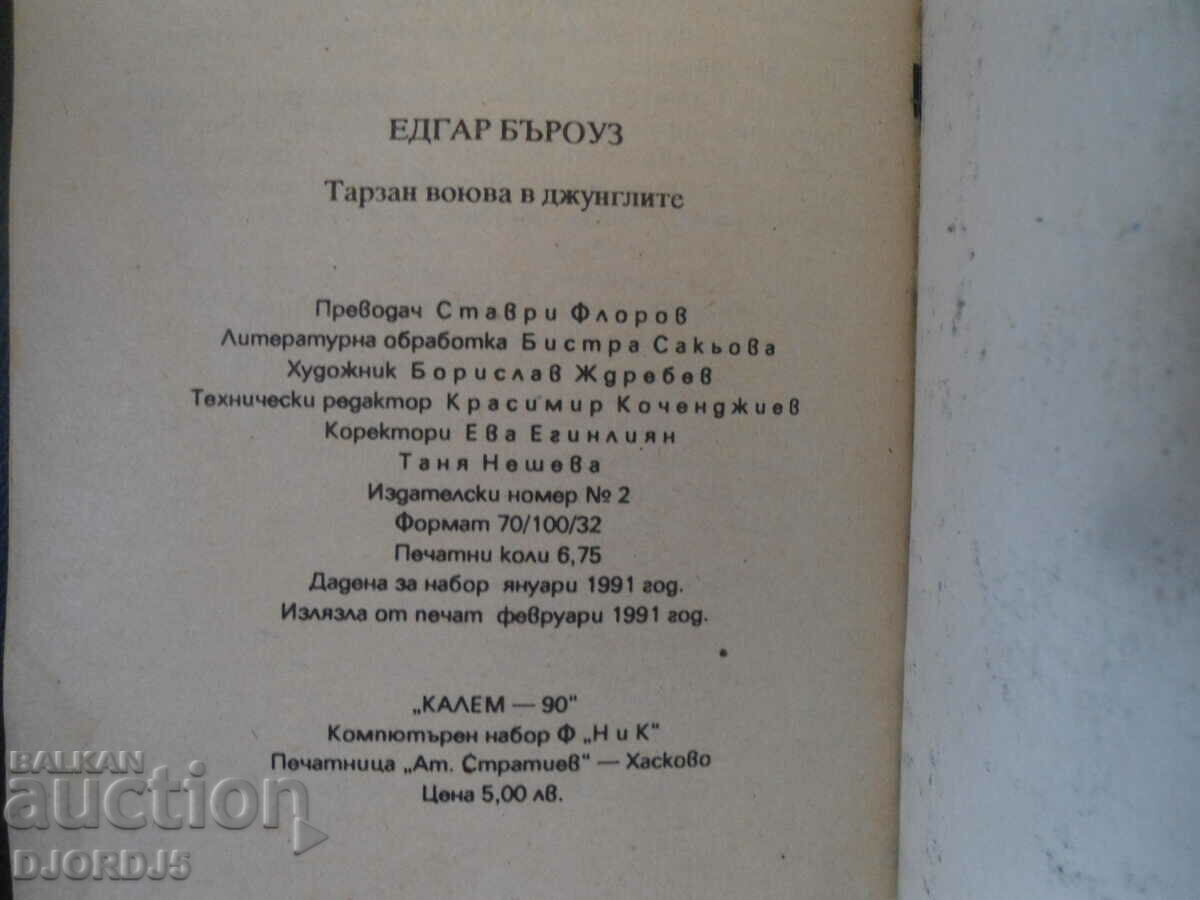 ЕДГАР БЪРОУЗ
Тарзан воюва в джунглите
Преводач Ставри Флоров
Литературна обработка Бистра Сакьова
Художник Борислав Ждребев
Технически редактор Красимир Коченджиев
Коректори Ева Егинлиян
Таня Нешева
Издателски номер № 2
Формат 70/100/32
Печатни коли 6,75
Дадена за набор януари 1991 год.
Излязла от печат февруари 1991 год.
„КАЛЕМ — 90"
Компютърен набор Ф „Н и К"
Печатница „Ат. Стратиев" — Хасково
Цена 5,00 лв.
BALKAN
auction
DJORDJ5